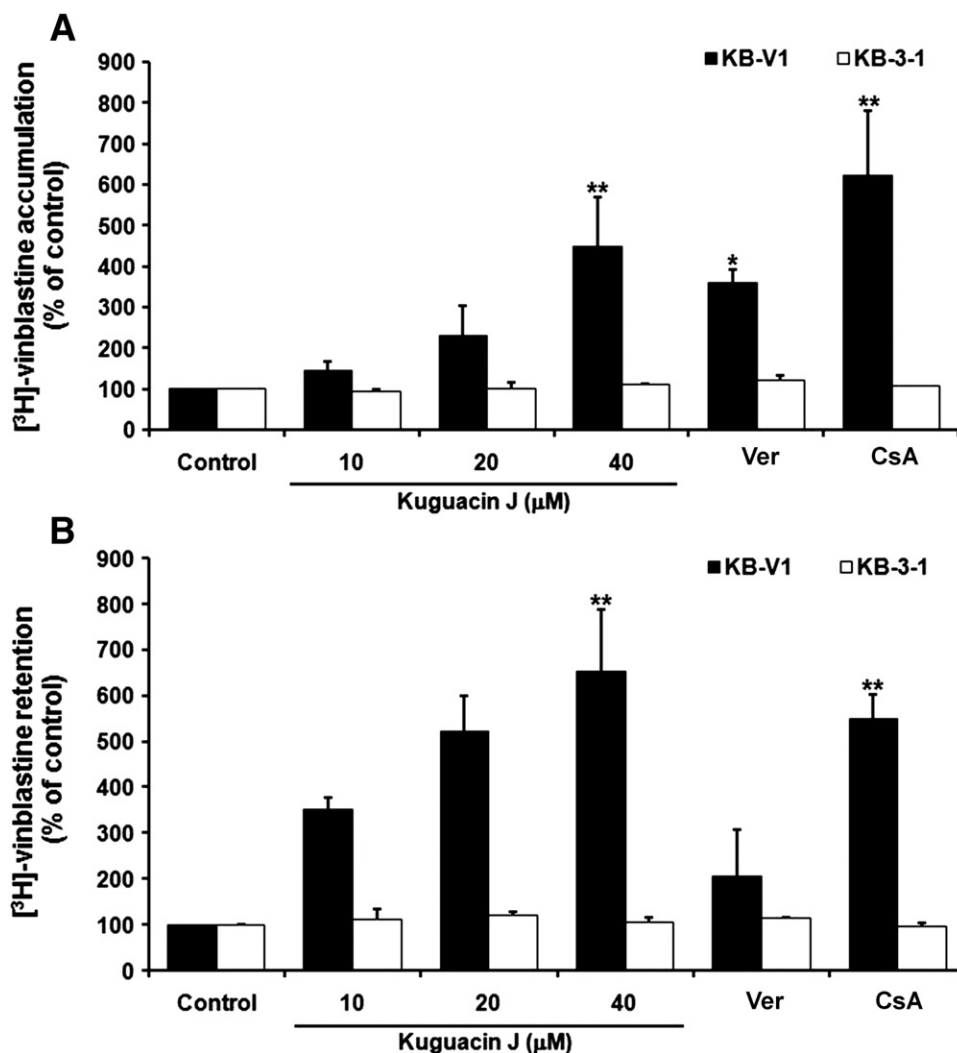 A
KB-V1 KB-3-1
[³H]-vinblastine accumulation
(% of control)
900
800
700
600
500
400
300
200
100
0
** * **
Control 10 20 40 Ver CsA
Kuguacin J (μM)
B
KB-V1 KB-3-1
[³H]-vinblastine retention
(% of control)
900
800
700
600
500
400
300
200
100
0
** **
Control 10 20 40 Ver CsA
Kuguacin J (μM)